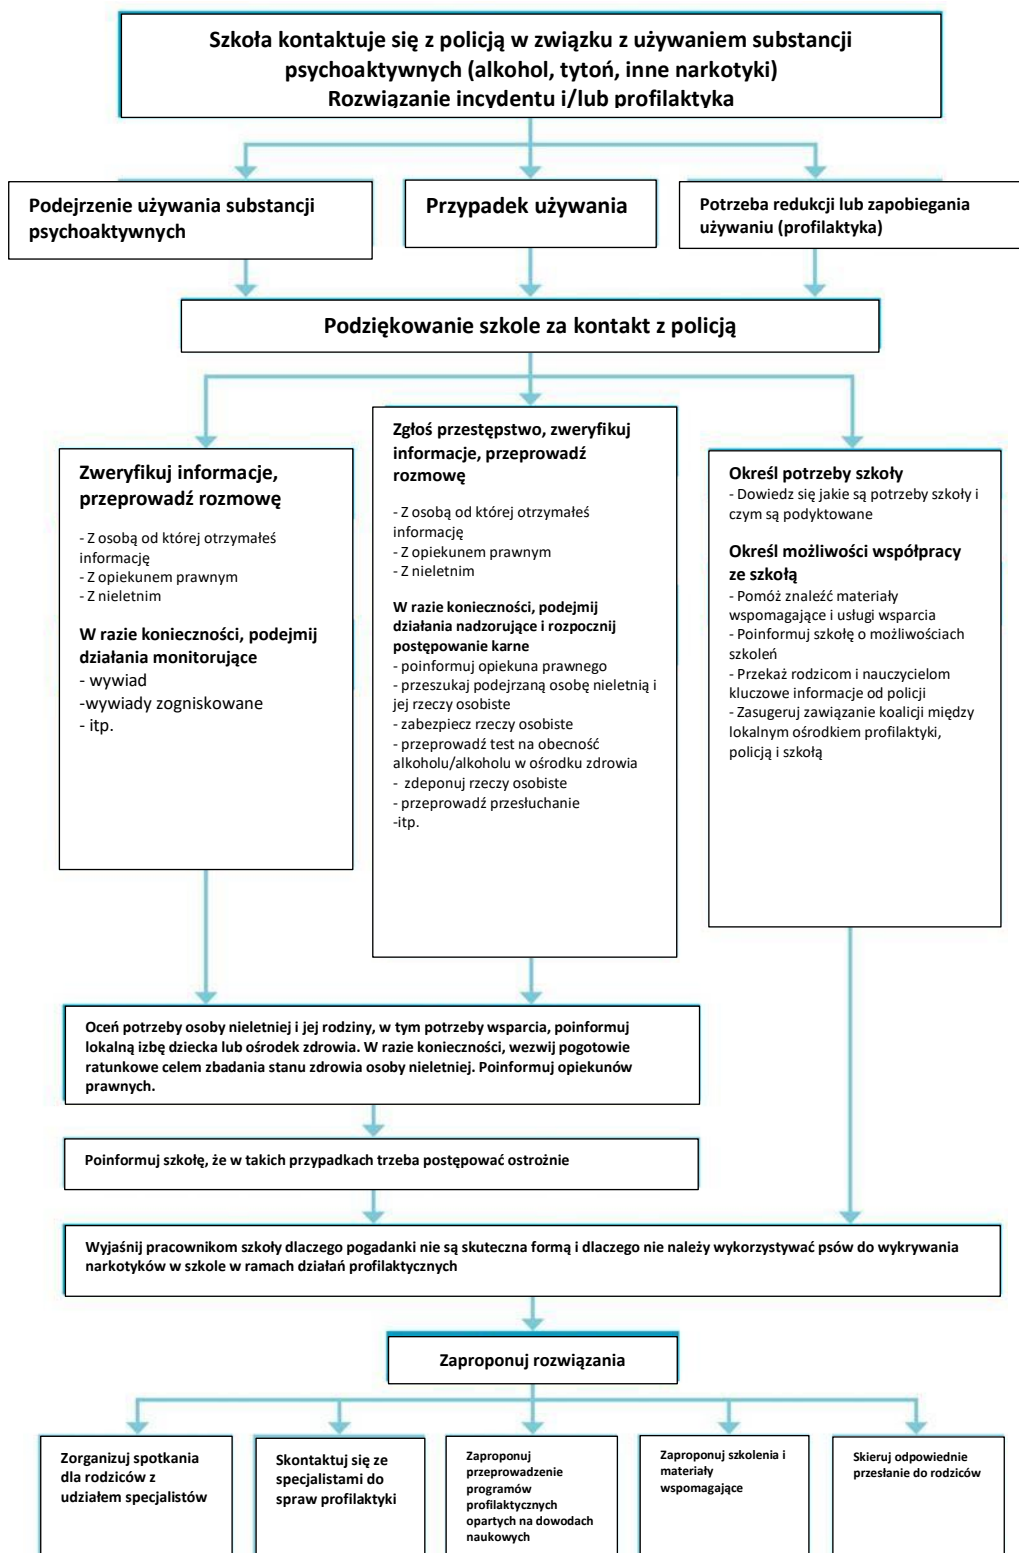 Szkoła kontaktuje się z policją w związku z używaniem substancji
psychoaktywnych (alkohol, tytoń, inne narkotyki)
Rozwiązanie incydentu i/lub profilaktyka
Podejrzenie używania substancji
psychoaktywnych
Przypadek używania
Potrzeba redukcji lub zapobiegania
używaniu (profilaktyka)
Podziękowanie szkole za kontakt z policją
Zweryfikuj informacje,
przeprowadź rozmowę
- Z osobą od której otrzymałeś
informację
- Z opiekunem prawnym
- Z nieletnim
W razie konieczności, podejmij
działania monitorujące
- wywiad
-wywiady zogniskowane
- itp.
Zgłoś przestępstwo, zweryfikuj
informacje, przeprowadź
rozmowę
- Z osobą od której otrzymałeś
informację
- Z opiekunem prawnym
- Z nieletnim
W razie konieczności, podejmij
działania nadzorujące i rozpocznij
postępowanie karne
- poinformuj opiekuna prawnego
- przeszukaj podejrzaną osobę nieletnią i
jej rzeczy osobiste
- zabezpiecz rzeczy osobiste
- przeprowadź test na obecność
alkoholu/alkoholu w ośrodku zdrowia
- zdeponuj rzeczy osobiste
- przeprowadź przesłuchanie
-itp.
Określ potrzeby szkoły
- Dowiedz się jakie są potrzeby szkoły i
czym są podyktowane
Określ możliwości współpracy
ze szkołą
- Pomóż znaleźć materiały
wspomagające i usługi wsparcia
- Poinformuj szkołę o możliwościach
szkoleń
- Przekaż rodzicom i nauczycielom
kluczowe informacje od policji
- Zasugeruj zawiązanie koalicji między
lokalnym ośrodkiem profilaktyki,
policją i szkołą
Oceń potrzeby osoby nieletniej i jej rodziny, w tym potrzeby wsparcia, poinformuj
lokalną izbę dziecka lub ośrodek zdrowia. W razie konieczności, wezwij pogotowie
ratunkowe celem zbadania stanu zdrowia osoby nieletniej. Poinformuj opiekunów
prawnych.
Poinformuj szkołę, że w takich przypadkach trzeba postępować ostrożnie
Wyjaśnij pracownikom szkoły dlaczego pogadanki nie są skuteczna formą i dlaczego nie należy wykorzystywać psów do wykrywania
narkotyków w szkole w ramach działań profilaktycznych
Zaproponuj rozwiązania
Zorganizuj spotkania
dla rodziców z
udziałem specjalistów
Skontaktuj się ze
specjalistami do
spraw profilaktyki
Zaproponuj
przeprowadzenie
programów
profilaktycznych
opartych na dowodach
naukowych
Zaproponuj szkolenia i
materiały
wspomagające
Skieruj odpowiednie
przesłanie do rodziców